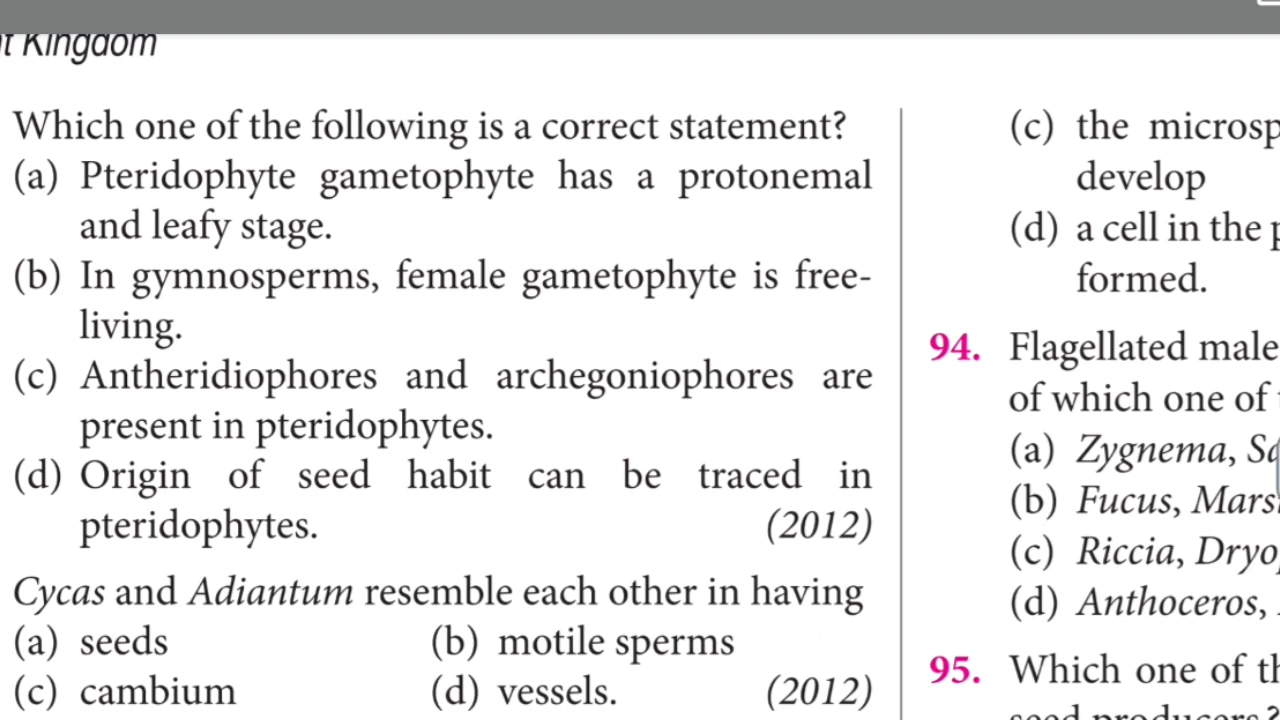 Kingdom
Which one of the following is a correct statement?
(a) Pteridophyte gametophyte has a protonemal
and leafy stage.
(b) In gymnosperms, female gametophyte is free-
living.
(c) Antheridiophores and archegoniophores are
present in pteridophytes.
(d) Origin of seed habit can be traced in
pteridophytes. (2012)
Cycas and Adiantum resemble each other in having
(a) seeds (b) motile sperms
(c) cambium (d) vessels. (2012)
(c) the
develop
(d) a cell in the
formed.
94. Flagellated male
of which one of
(a) Zygnema,
(b) Fucus,
(c) Riccia,
(d) Anthoceros,
95. Which one of